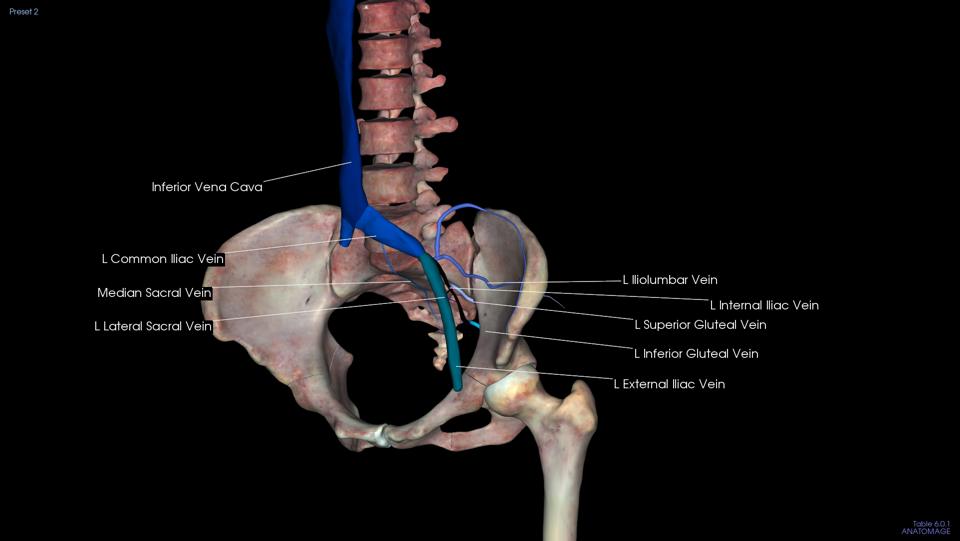 Preset 2
Inferior Vena Cava
L Common Iliac Vein
Median Sacral Vein
L Lateral Sacral Vein
L Iliolumbar Vein
L Internal Iliac Vein
L Superior Gluteal Vein
L Inferior Gluteal Vein
L External Iliac Vein
Table 6.0.1
ANATOMAGE